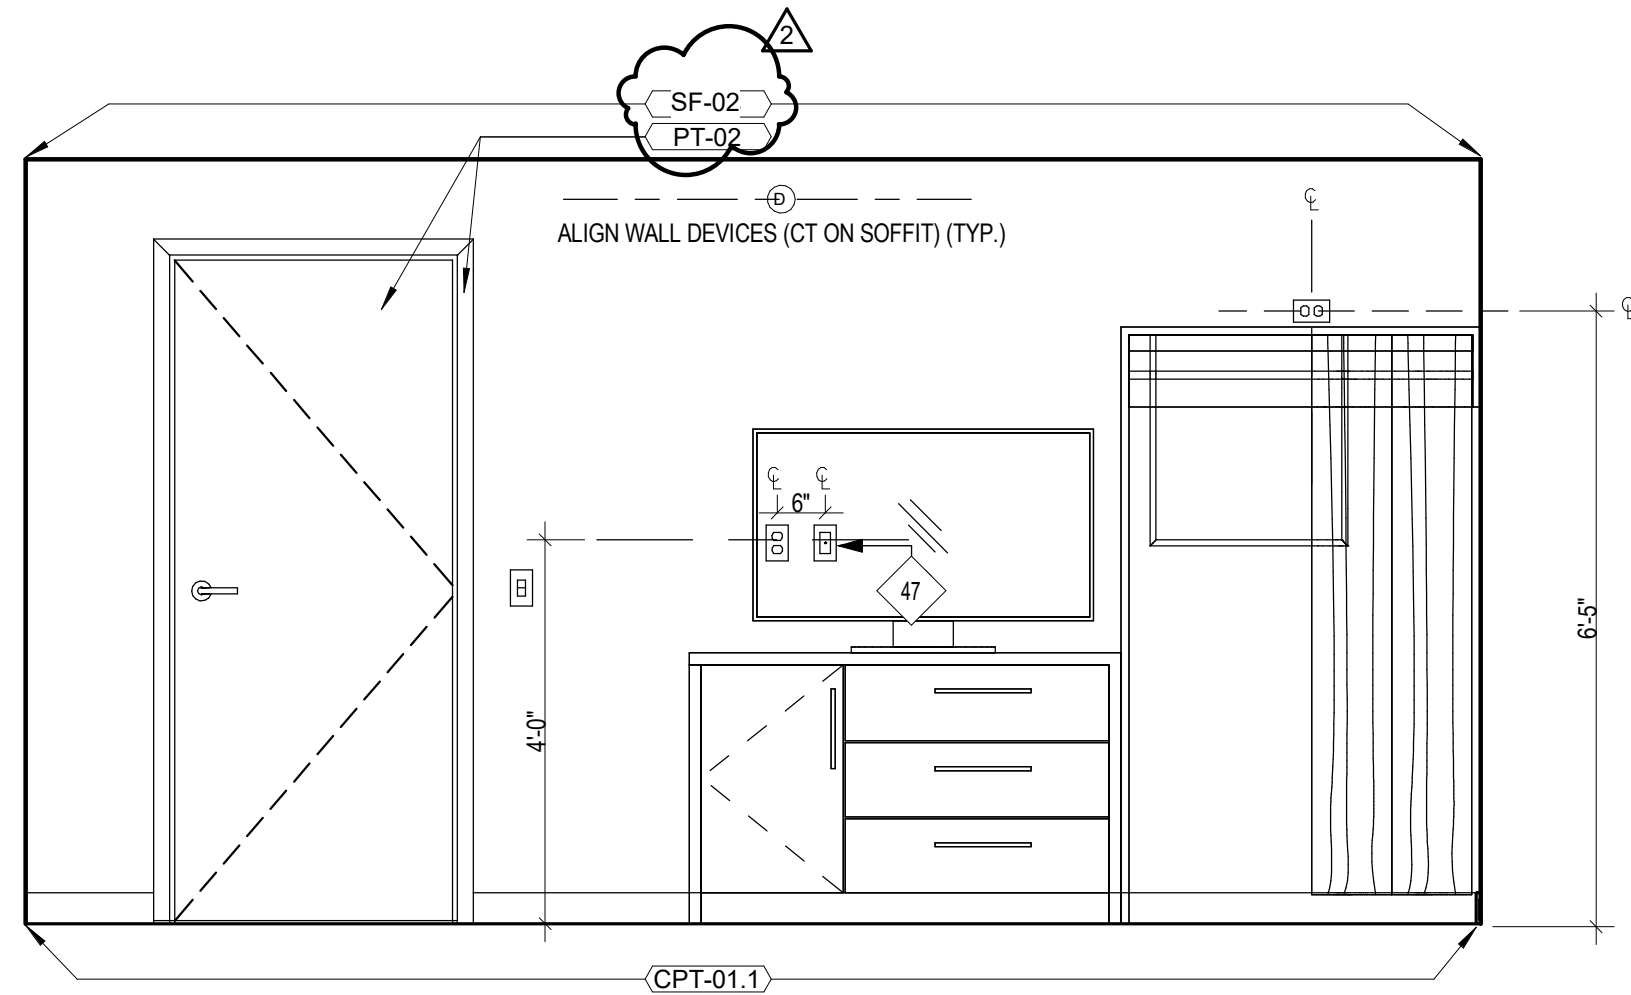 2
SF-02
PT-02
D
ALIGN WALL DEVICES (CT ON SOFFIT) (TYP.)
℄
℄
℄ ℄
6"
47
4'-0"
6'-5"
CPT-01.1